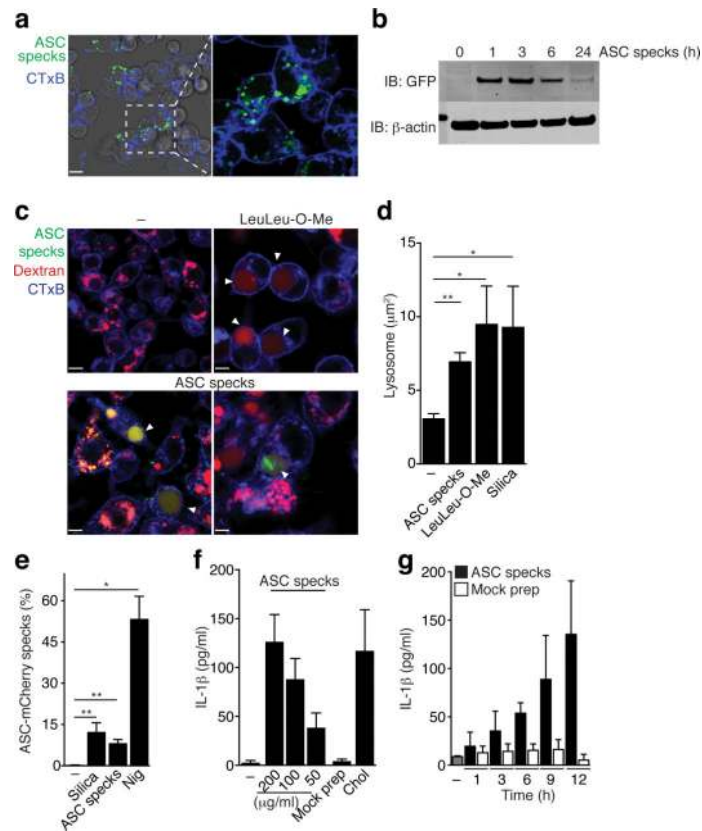 a
ASC
specks
CTxB
b
0 1 3 6 24 ASC specks (h)
IB: GFP
IB: β-actin
c
– LeuLeu-O-Me
ASC
specks
Dextran
CTxB
ASC specks
d
15
10
5
0
Lysosome (μm²)
* 
*
**
–
ASC specks
LeuLeu-O-Me
Silica
e
60
45
30
15
0
ASC-mCherry specks (%)
*
**
**
–
Silica
ASC specks
Nig
f
ASC specks
200
150
100
50
0
IL-1β (pg/ml)
–
200
100
50
(μg/ml)
Mock prep
Chol
g
ASC specks
Mock prep
200
150
100
50
0
IL-1β (pg/ml)
– 1 3 6 9 12
Time (h)